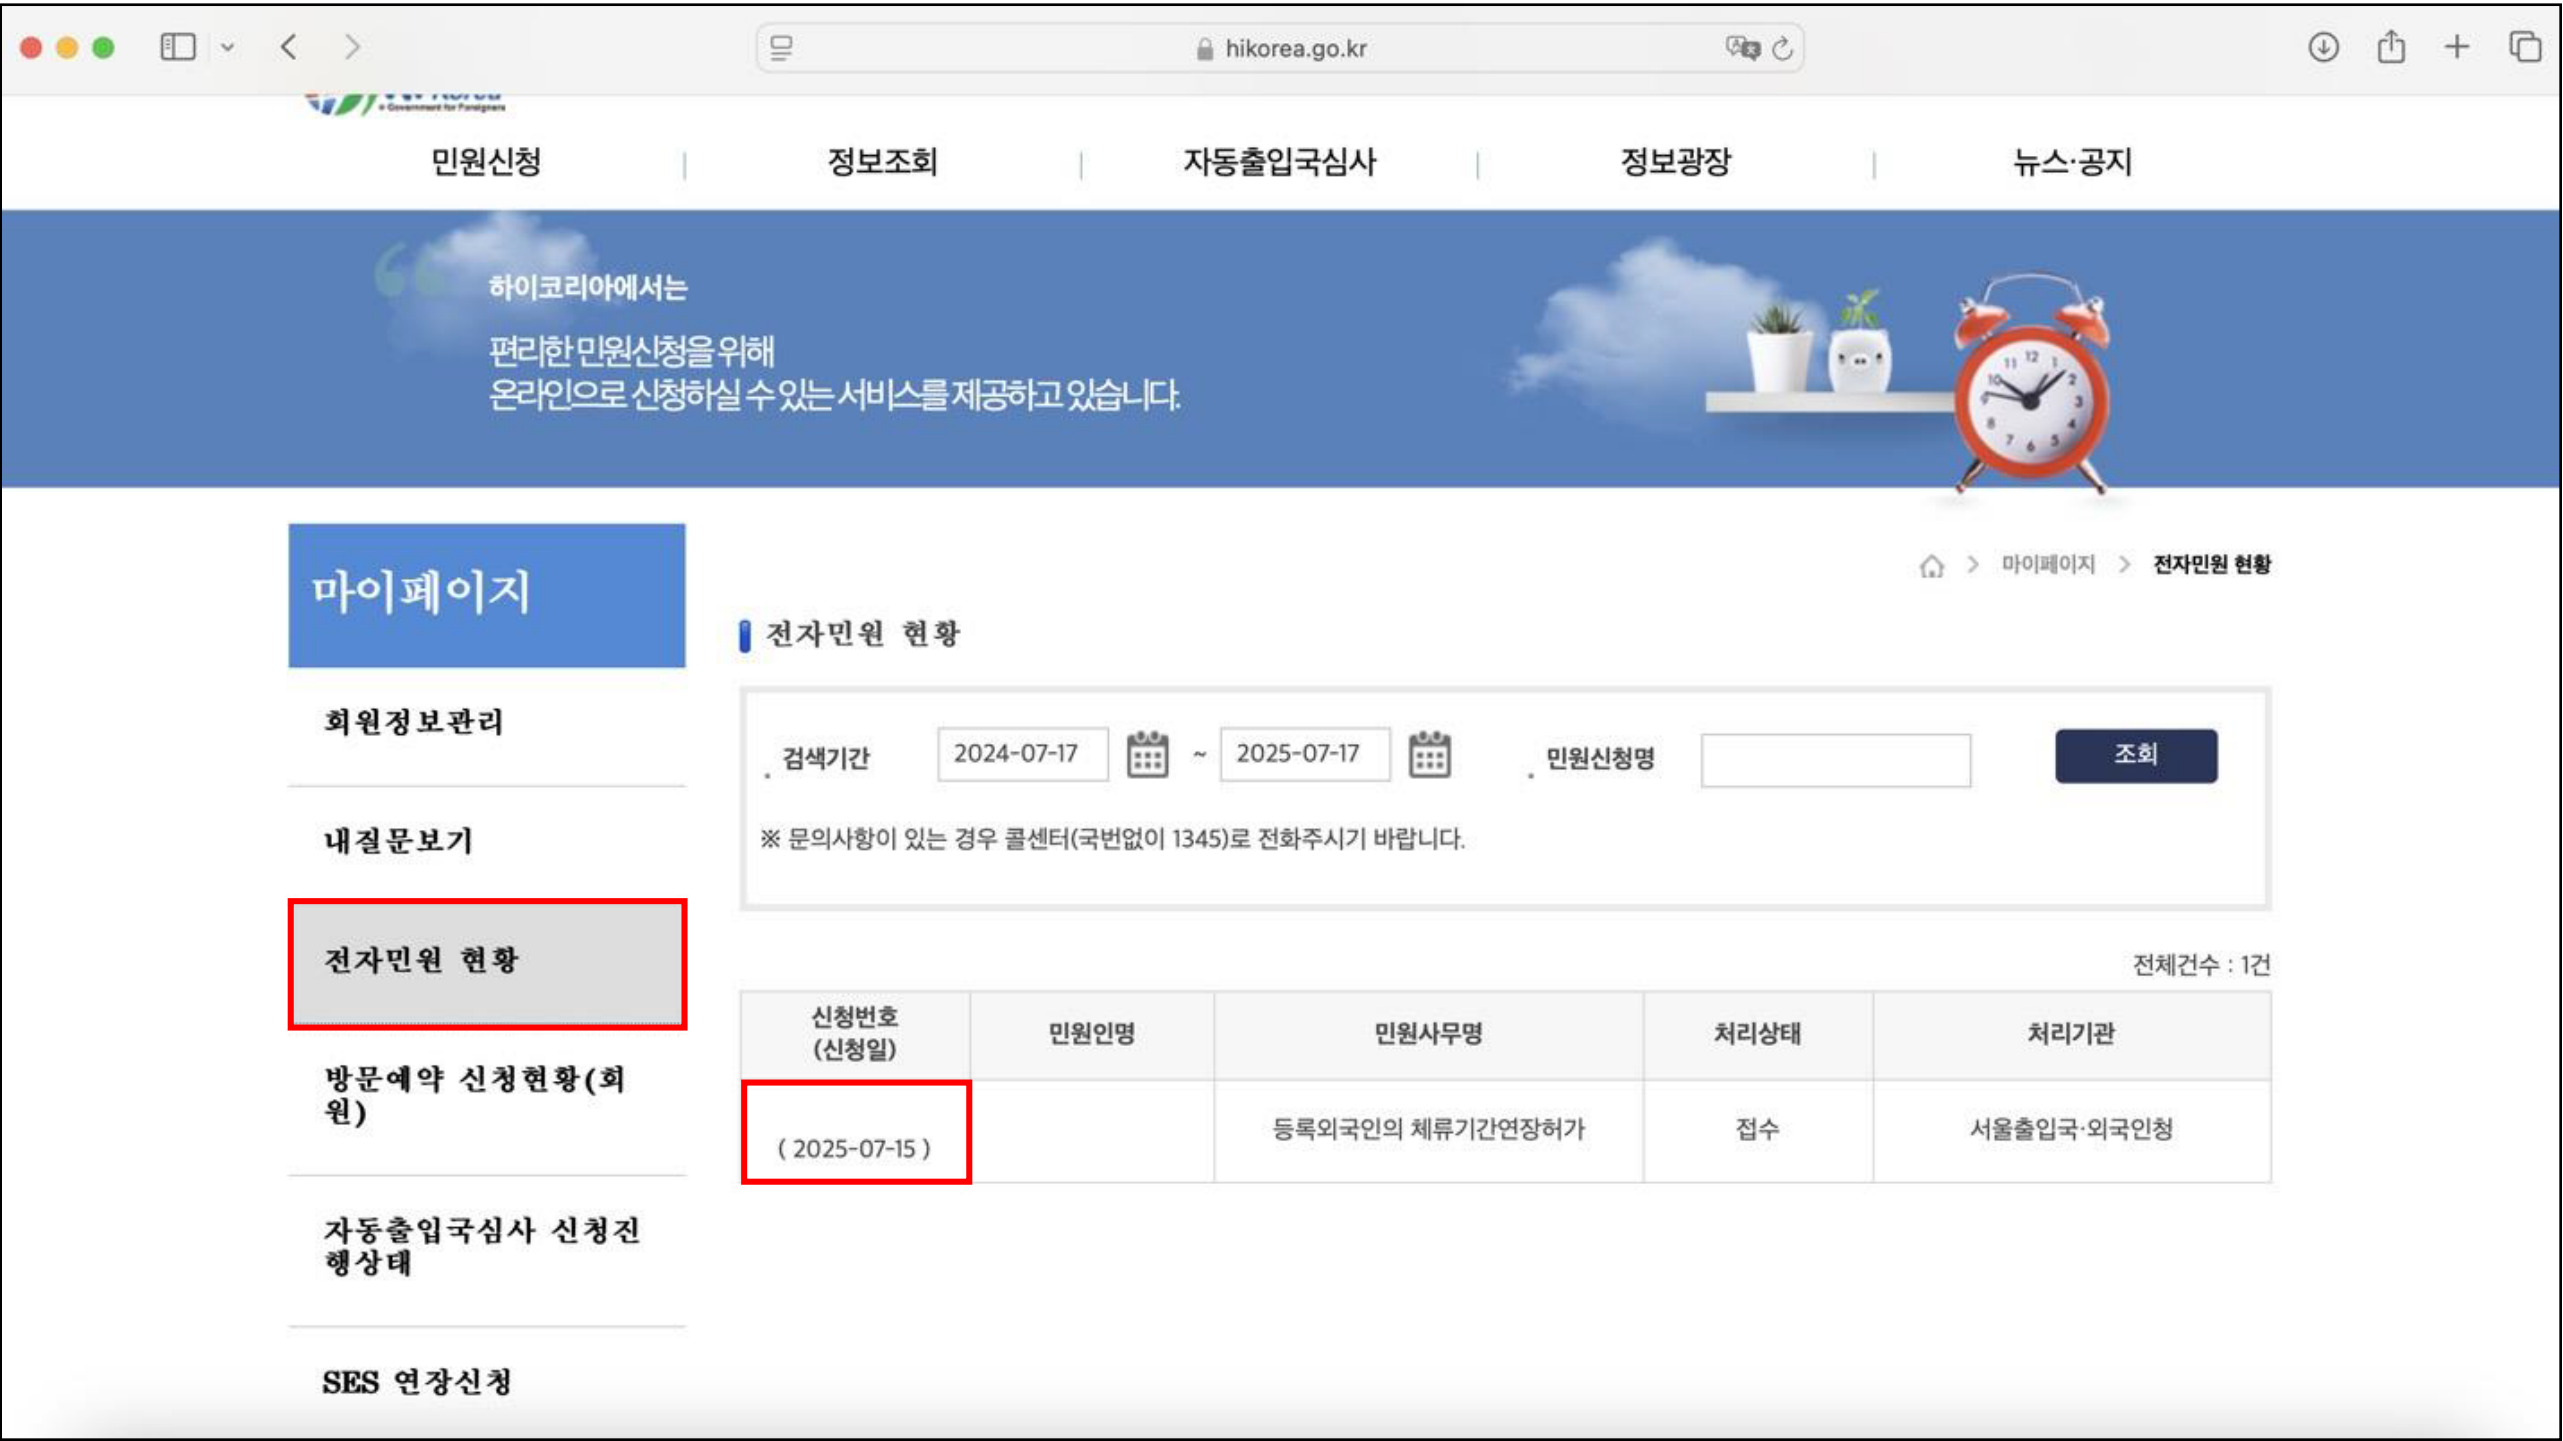 hikorea.go.kr
e-Government for Foreigners
민원신청
정보조회
자동출입국심사
정보광장
뉴스·공지
하이코리아에서는
편리한 민원신청을 위해
온라인으로 신청하실 수 있는 서비스를 제공하고 있습니다.
마이페이지 > 전자민원 현황
마이페이지
회원정보관리
내질문보기
전자민원 현황
방문예약 신청현황(회
원)
자동출입국심사 신청진
행상태
SES 연장신청
전자민원 현황
검색기간 2024-07-17 ~ 2025-07-17 민원신청명 조회
※ 문의사항이 있는 경우 콜센터(국번없이 1345)로 전화주시기 바랍니다.
전체건수 : 1건
신청번호
(신청일)
민원인명
민원사무명
처리상태
처리기관
( 2025-07-15 )
등록외국인의 체류기간연장허가
접수
서울출입국·외국인청